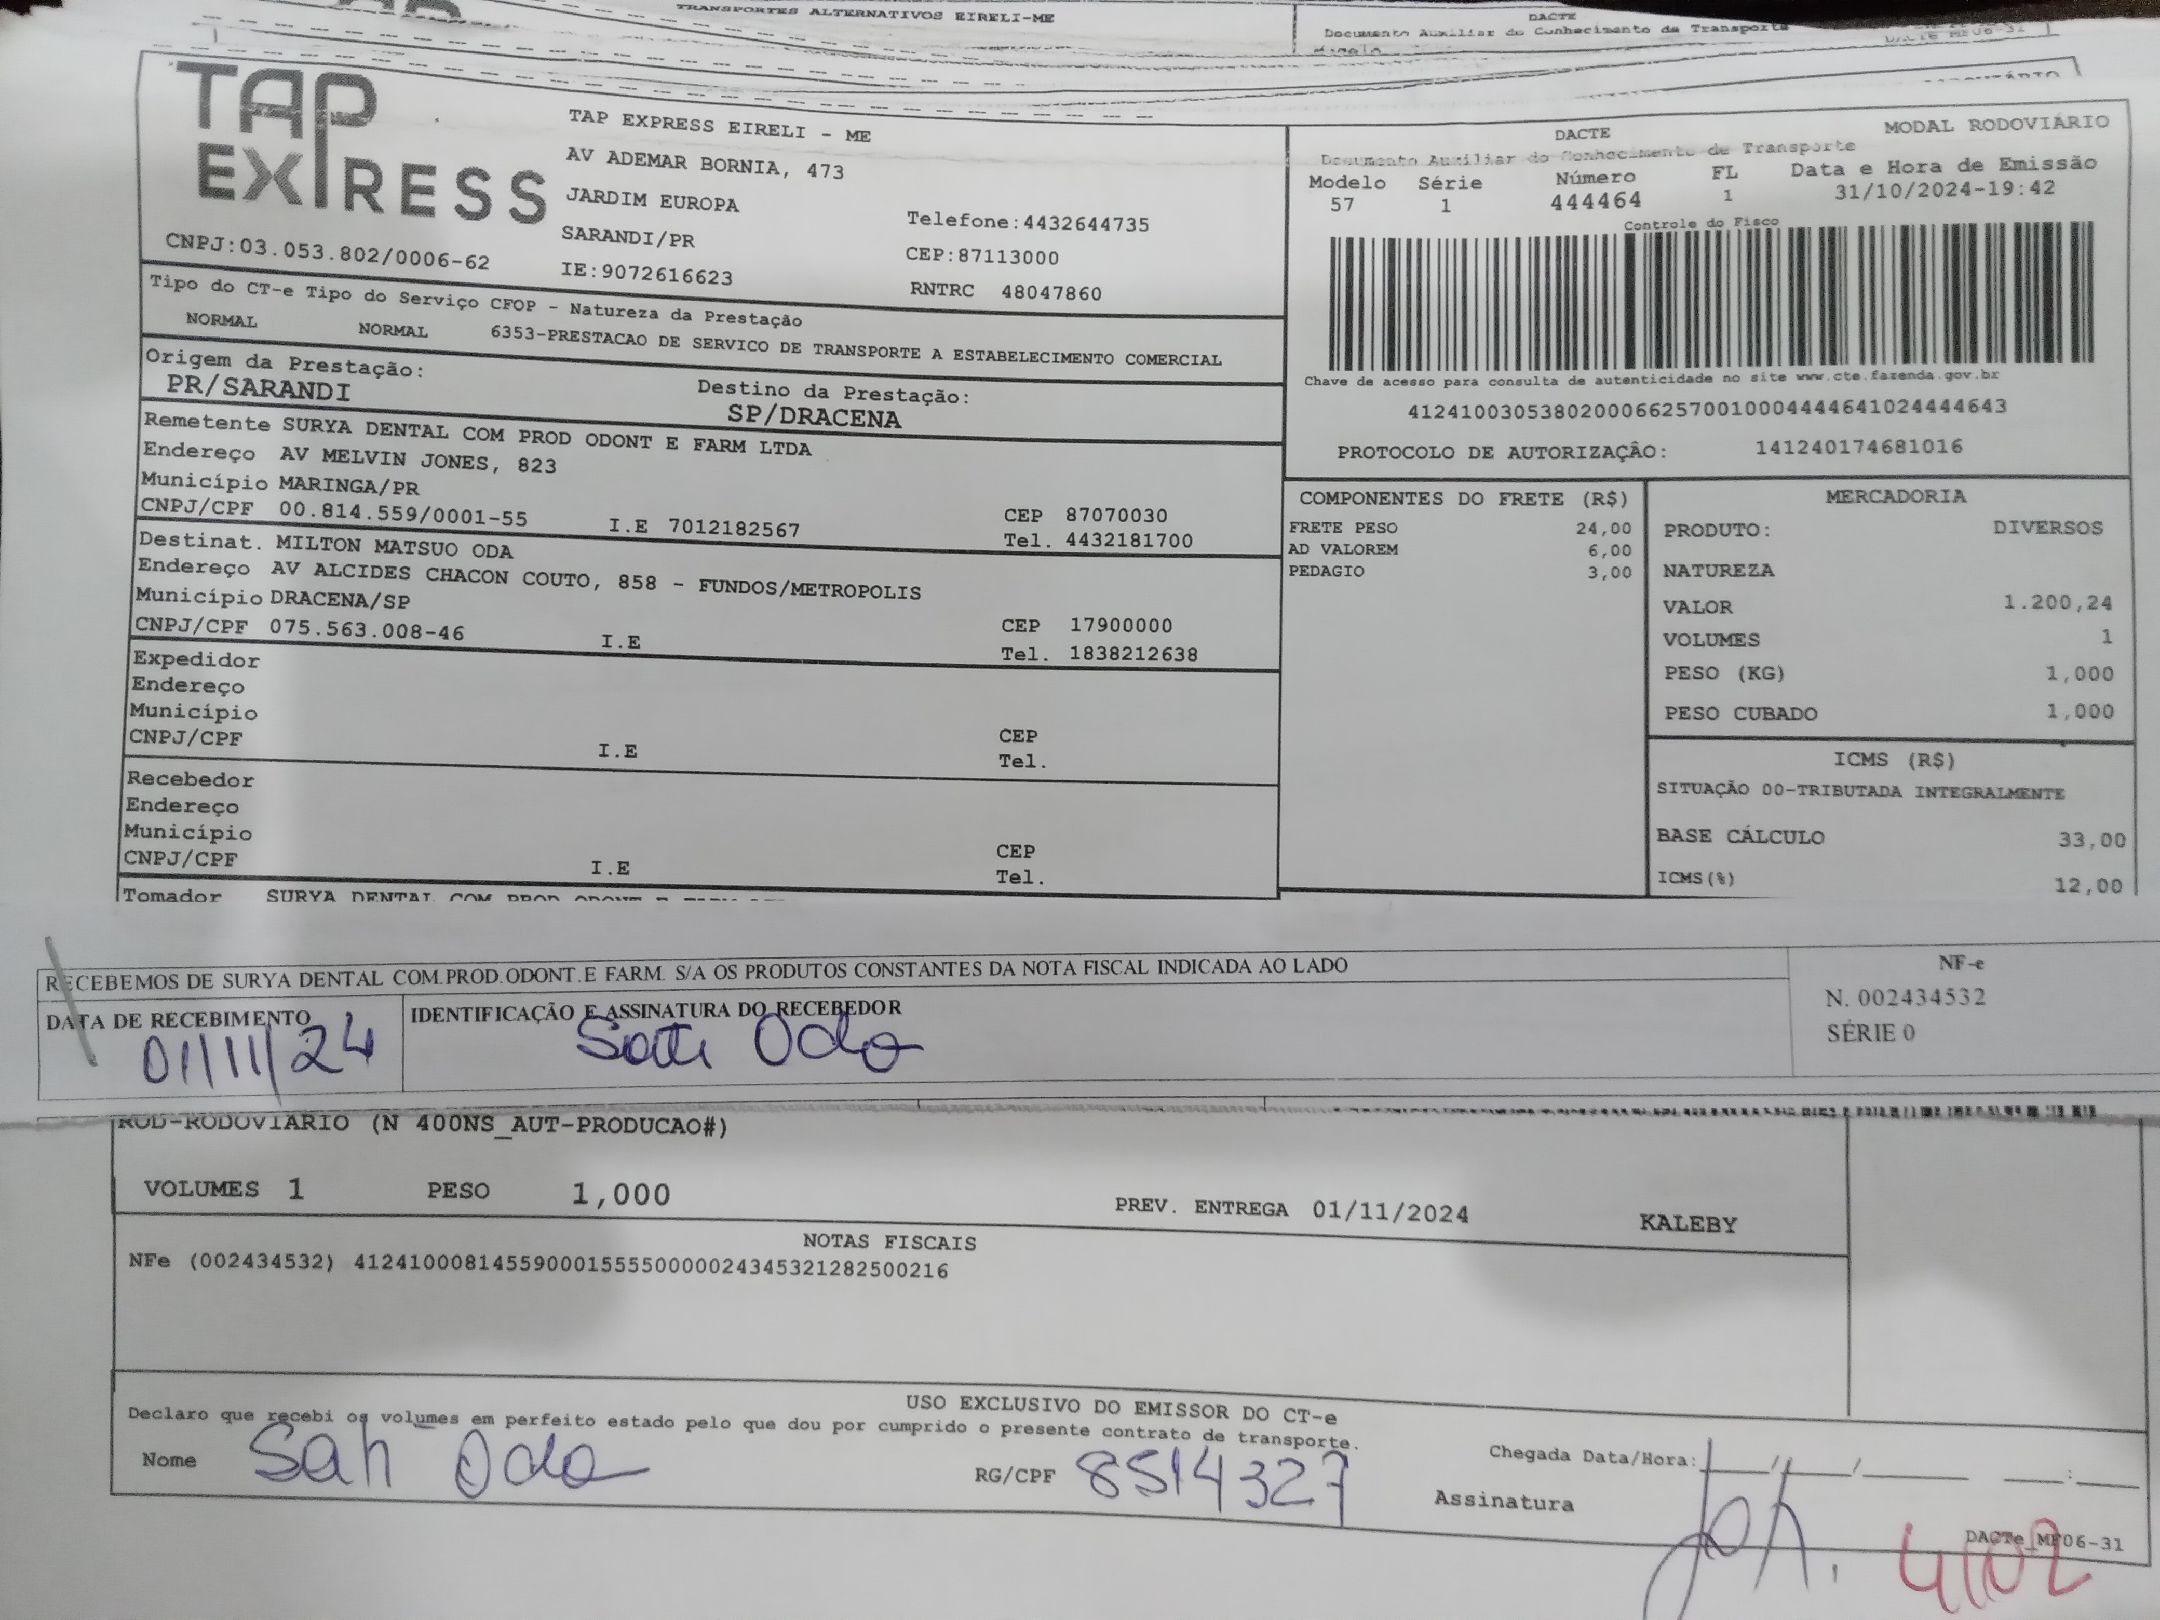 TRANSPORTES ALTERNATIVOS EIRELI-ME
DACTE
Documento Auxiliar do Conhecimento de Transporte
TAP EXPRESS
TAP EXPRESS EIRELI - ME
AV ADEMAR BORNIA, 473
JARDIM EUROPA
SARANDI/PR
Telefone:4432644735
CEP:87113000
CNPJ:03.053.802/0006-62
IE:9072616623
RNTRC 48047860
DACTE
MODAL RODOVIÁRIO
Documento Auxiliar do Conhecimento de Transporte
Modelo Série Número FL Data e Hora de Emissão
57 1 444464 1 31/10/2024-19:42
Controle do Fisco
Chave de acesso para consulta de autenticidade no site www.cte.fazenda.gov.br
41241003053802000662570010004444641024444643
PROTOCOLO DE AUTORIZAÇÃO: 141240174681016
Tipo do CT-e Tipo do Serviço CFOP - Natureza da Prestação
NORMAL NORMAL 6353-PRESTACAO DE SERVICO DE TRANSPORTE A ESTABELECIMENTO COMERCIAL
Origem da Prestação: Destino da Prestação:
PR/SARANDI SP/DRACENA
Remetente SURYA DENTAL COM PROD ODONT E FARM LTDA
Endereço AV MELVIN JONES, 823
Município MARINGA/PR CEP 87070030
CNPJ/CPF 00.814.559/0001-55 I.E 7012182567 Tel. 4432181700
Destinat. MILTON MATSUO ODA
Endereço AV ALCIDES CHACON COUTO, 858 - FUNDOS/METROPOLIS
Município DRACENA/SP CEP 17900000
CNPJ/CPF 075.563.008-46 I.E Tel. 1838212638
Expedidor
Endereço
Município CEP
CNPJ/CPF I.E Tel.
Recebedor
Endereço
Município CEP
CNPJ/CPF I.E Tel.
Tomador SURYA DENTAL COM PROD ODONT E FARM
COMPONENTES DO FRETE (R$)
FRETE PESO 24,00
AD VALOREM 6,00
PEDAGIO 3,00
MERCADORIA
PRODUTO: DIVERSOS
NATUREZA
VALOR 1.200,24
VOLUMES 1
PESO (KG) 1,000
PESO CUBADO 1,000
ICMS (R$)
SITUAÇÃO 00-TRIBUTADA INTEGRALMENTE
BASE CÁLCULO 33,00
ICMS(%) 12,00
RECEBEMOS DE SURYA DENTAL COM.PROD.ODONT.E FARM. S/A OS PRODUTOS CONSTANTES DA NOTA FISCAL INDICADA AO LADO
DATA DE RECEBIMENTO
01/11/24
IDENTIFICAÇÃO E ASSINATURA DO RECEBEDOR
Oda
NF-e
N. 002434532
SÉRIE 0
ROD-RODOVIARIO (N 400NS_AUT-PRODUCAO#)
VOLUMES 1 PESO 1,000 PREV. ENTREGA 01/11/2024 KALEBY
NOTAS FISCAIS
NFe (002434532) 41241000814559000155550000024345321282500216
USO EXCLUSIVO DO EMISSOR DO CT-e
Declaro que recebi os volumes em perfeito estado pelo que dou por cumprido o presente contrato de transporte.
Nome Oda RG/CPF 8514327
Chegada Data/Hora: / / :
Assinatura
DACTe_MF06-31